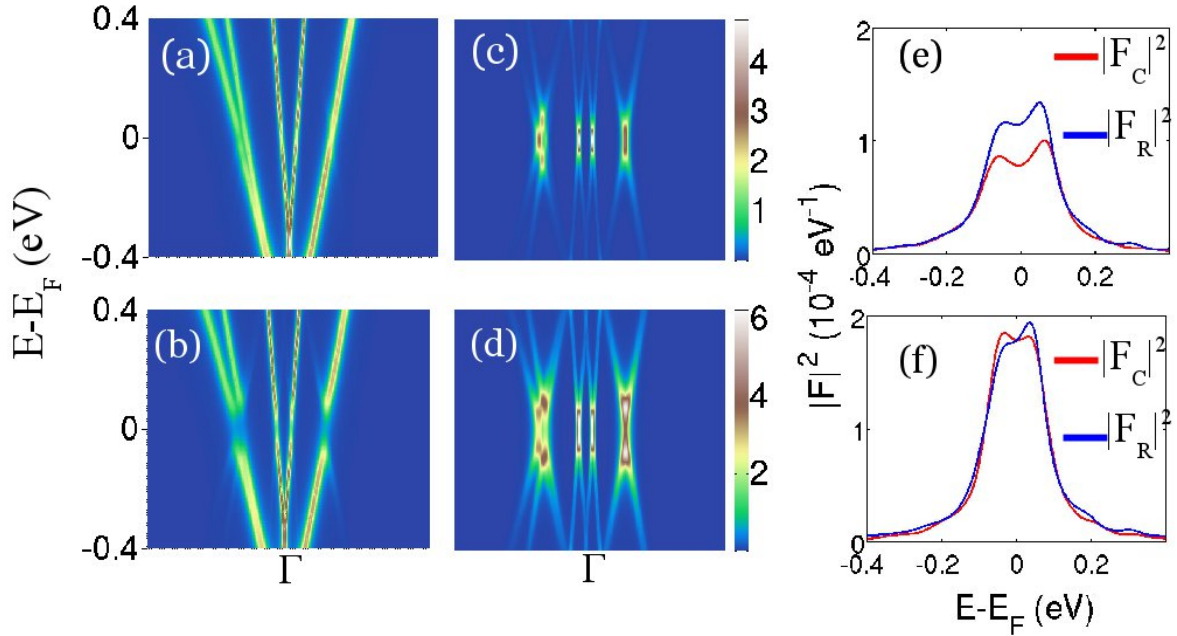 0.4
(a)
0
-0.4
0.4
(b)
0
-0.4
Γ
E-E_F (eV)
(c)
4
3
2
1
(d)
6
4
2
Γ
|F|² (10⁻⁴ eV⁻¹)
2
(e)
|F_C|²
|F_R|²
1
0
-0.4
-0.2
0
0.2
2
(f)
|F_C|²
|F_R|²
1
0
-0.4
-0.2
0
0.2
E-E_F (eV)